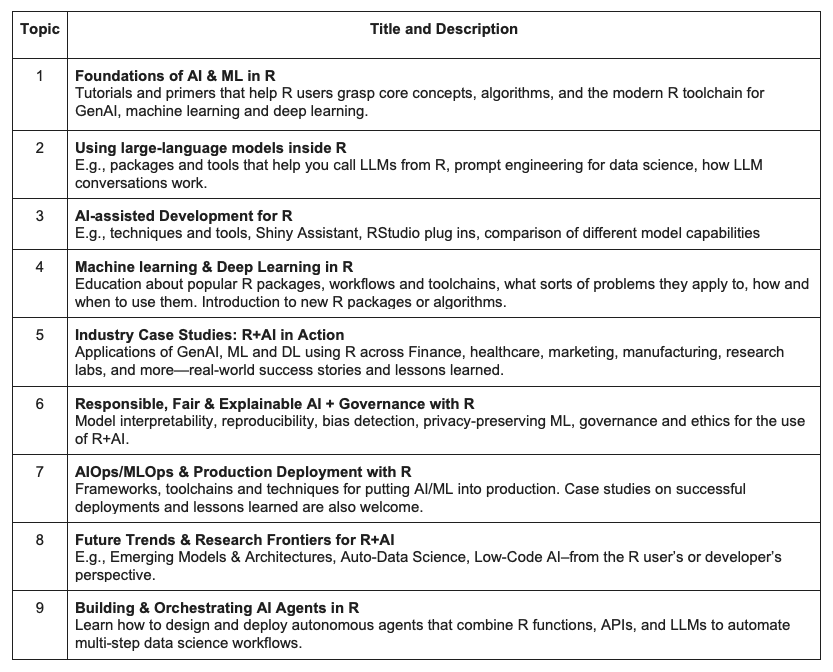 Topic Title and Description
1 Foundations of AI & ML in R
Tutorials and primers that help R users grasp core concepts, algorithms, and the modern R toolchain for
GenAI, machine learning and deep learning.
2 Using large-language models inside R
E.g., packages and tools that help you call LLMs from R, prompt engineering for data science, how LLM
conversations work.
3 AI-assisted Development for R
E.g., techniques and tools, Shiny Assistant, RStudio plug ins, comparison of different model capabilities
4 Machine learning & Deep Learning in R
Education about popular R packages, workflows and toolchains, what sorts of problems they apply to, how and
when to use them. Introduction to new R packages or algorithms.
5 Industry Case Studies: R+AI in Action
Applications of GenAI, ML and DL using R across Finance, healthcare, marketing, manufacturing, research
labs, and more—real-world success stories and lessons learned.
6 Responsible, Fair & Explainable AI + Governance with R
Model interpretability, reproducibility, bias detection, privacy-preserving ML, governance and ethics for the use
of R+AI.
7 AIOps/MLOps & Production Deployment with R
Frameworks, toolchains and techniques for putting AI/ML into production. Case studies on successful
deployments and lessons learned are also welcome.
8 Future Trends & Research Frontiers for R+AI
E.g., Emerging Models & Architectures, Auto-Data Science, Low-Code AI–from the R user’s or developer’s
perspective.
9 Building & Orchestrating AI Agents in R
Learn how to design and deploy autonomous agents that combine R functions, APIs, and LLMs to automate
multi-step data science workflows.